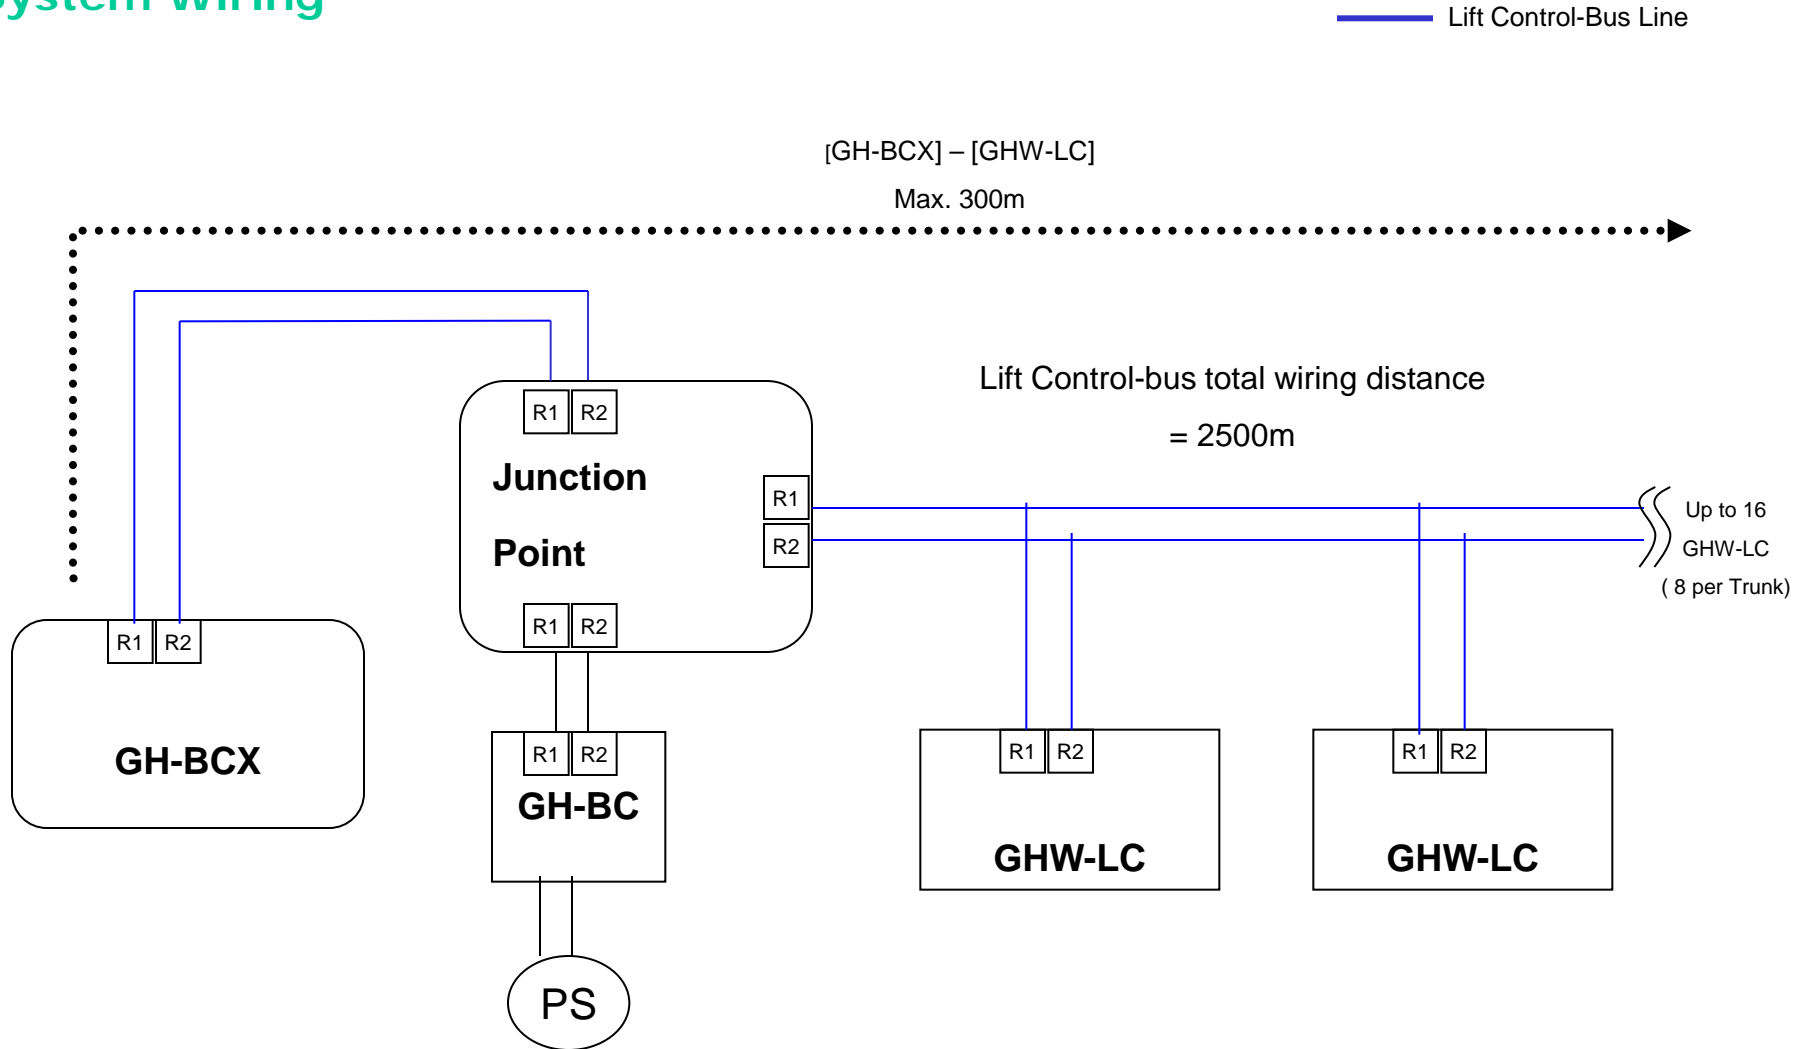 System Wiring
Lift Control-Bus Line
[GH-BCX] – [GHW-LC]
Max. 300m
Lift Control-bus total wiring distance
= 2500m
R1 R2
Junction
Point
R1
R2
R1 R2
Up to 16
GHW-LC
( 8 per Trunk)
R1 R2
GH-BCX
R1 R2
GH-BC
PS
R1 R2
GHW-LC
R1 R2
GHW-LC